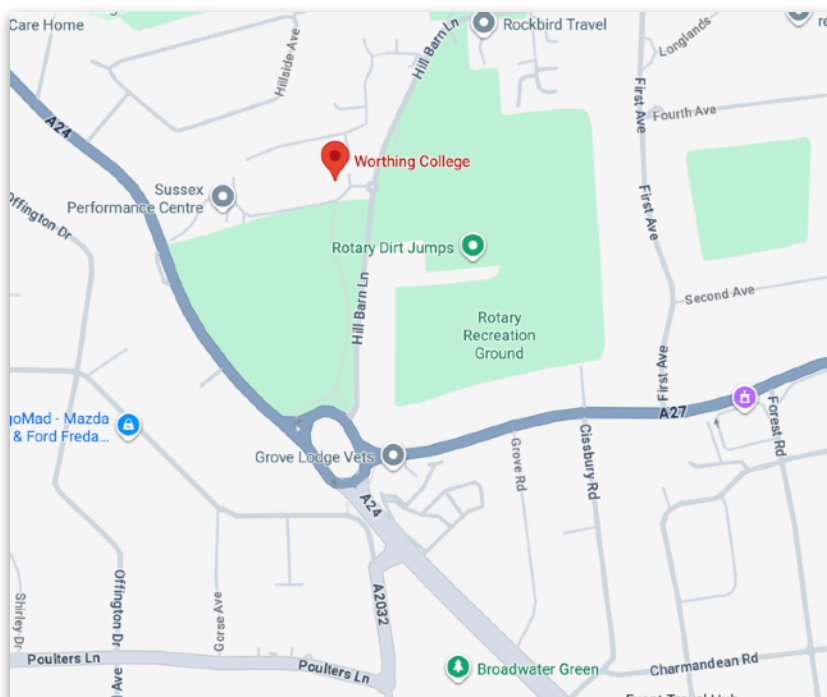 Care Home
Rockbird Travel
re
Hillside Ave
Hill Barn Ln
Longlands
First Ave
Fourth Ave
A24
Worthing College
Sussex
Performance Centre
Offington Dr
First Ave
Rotary Dirt Jumps
Hill Barn Ln
Second Ave
Rotary
Recreation
Ground
First Ave
A27
goMad - Mazda
& Ford Freda...
Forest Rd
Grove Lodge Vets
Grove Rd
Cissbury Rd
A24
A2032
Shirley Dr
Offington Dr
Gorse Ave
Poulters Ln
Poulters Ln
Broadwater Green
Charmandean Rd